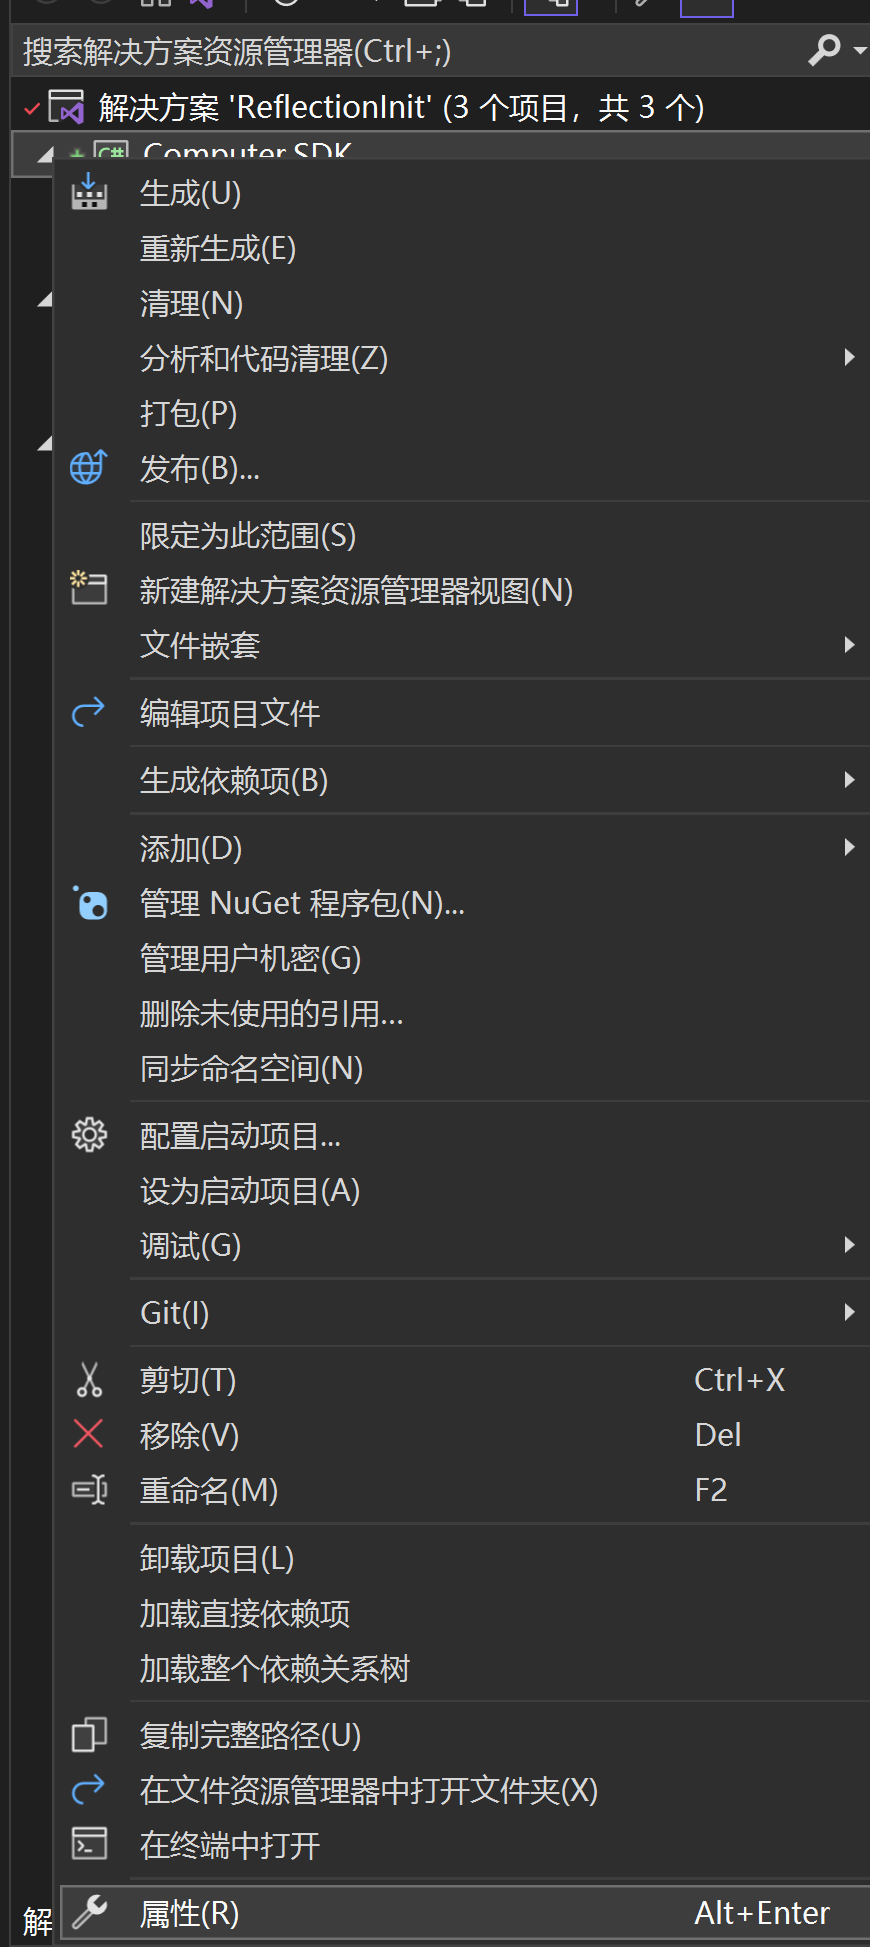 搜索解决方案资源管理器(Ctrl+;)
解决方案 'ReflectionInit' (3 个项目，共 3 个)
C# Computer SDK
生成(U)
重新生成(E)
清理(N)
分析和代码清理(Z)
打包(P)
发布(B)...
限定为此范围(S)
新建解决方案资源管理器视图(N)
文件嵌套
编辑项目文件
生成依赖项(B)
添加(D)
管理 NuGet 程序包(N)...
管理用户机密(G)
删除未使用的引用...
同步命名空间(N)
配置启动项目...
设为启动项目(A)
调试(G)
Git(I)
剪切(T) Ctrl+X
移除(V) Del
重命名(M) F2
卸载项目(L)
加载直接依赖项
加载整个依赖关系树
复制完整路径(U)
在文件资源管理器中打开文件夹(X)
在终端中打开
解 属性(R) Alt+Enter